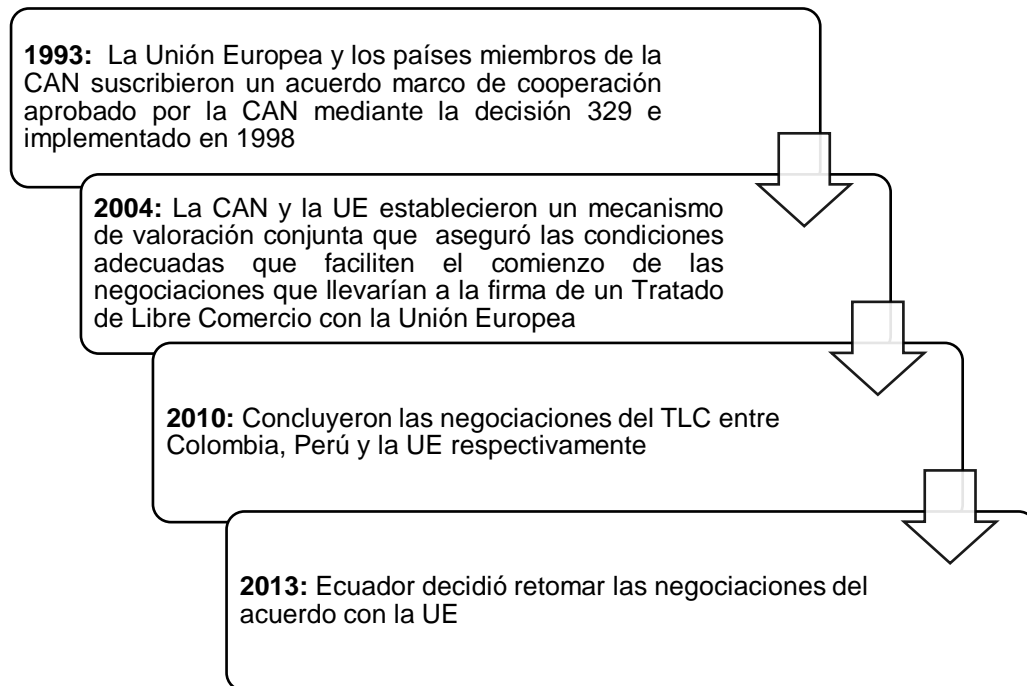 1993: La Unión Europea y los países miembros de la
CAN suscribieron un acuerdo marco de cooperación
aprobado por la CAN mediante la decisión 329 e
implementado en 1998
2004: La CAN y la UE establecieron un mecanismo
de valoración conjunta que aseguró las condiciones
adecuadas que faciliten el comienzo de las
negociaciones que llevarían a la firma de un Tratado
de Libre Comercio con la Unión Europea
2010: Concluyeron las negociaciones del TLC entre
Colombia, Perú y la UE respectivamente
2013: Ecuador decidió retomar las negociaciones del
acuerdo con la UE